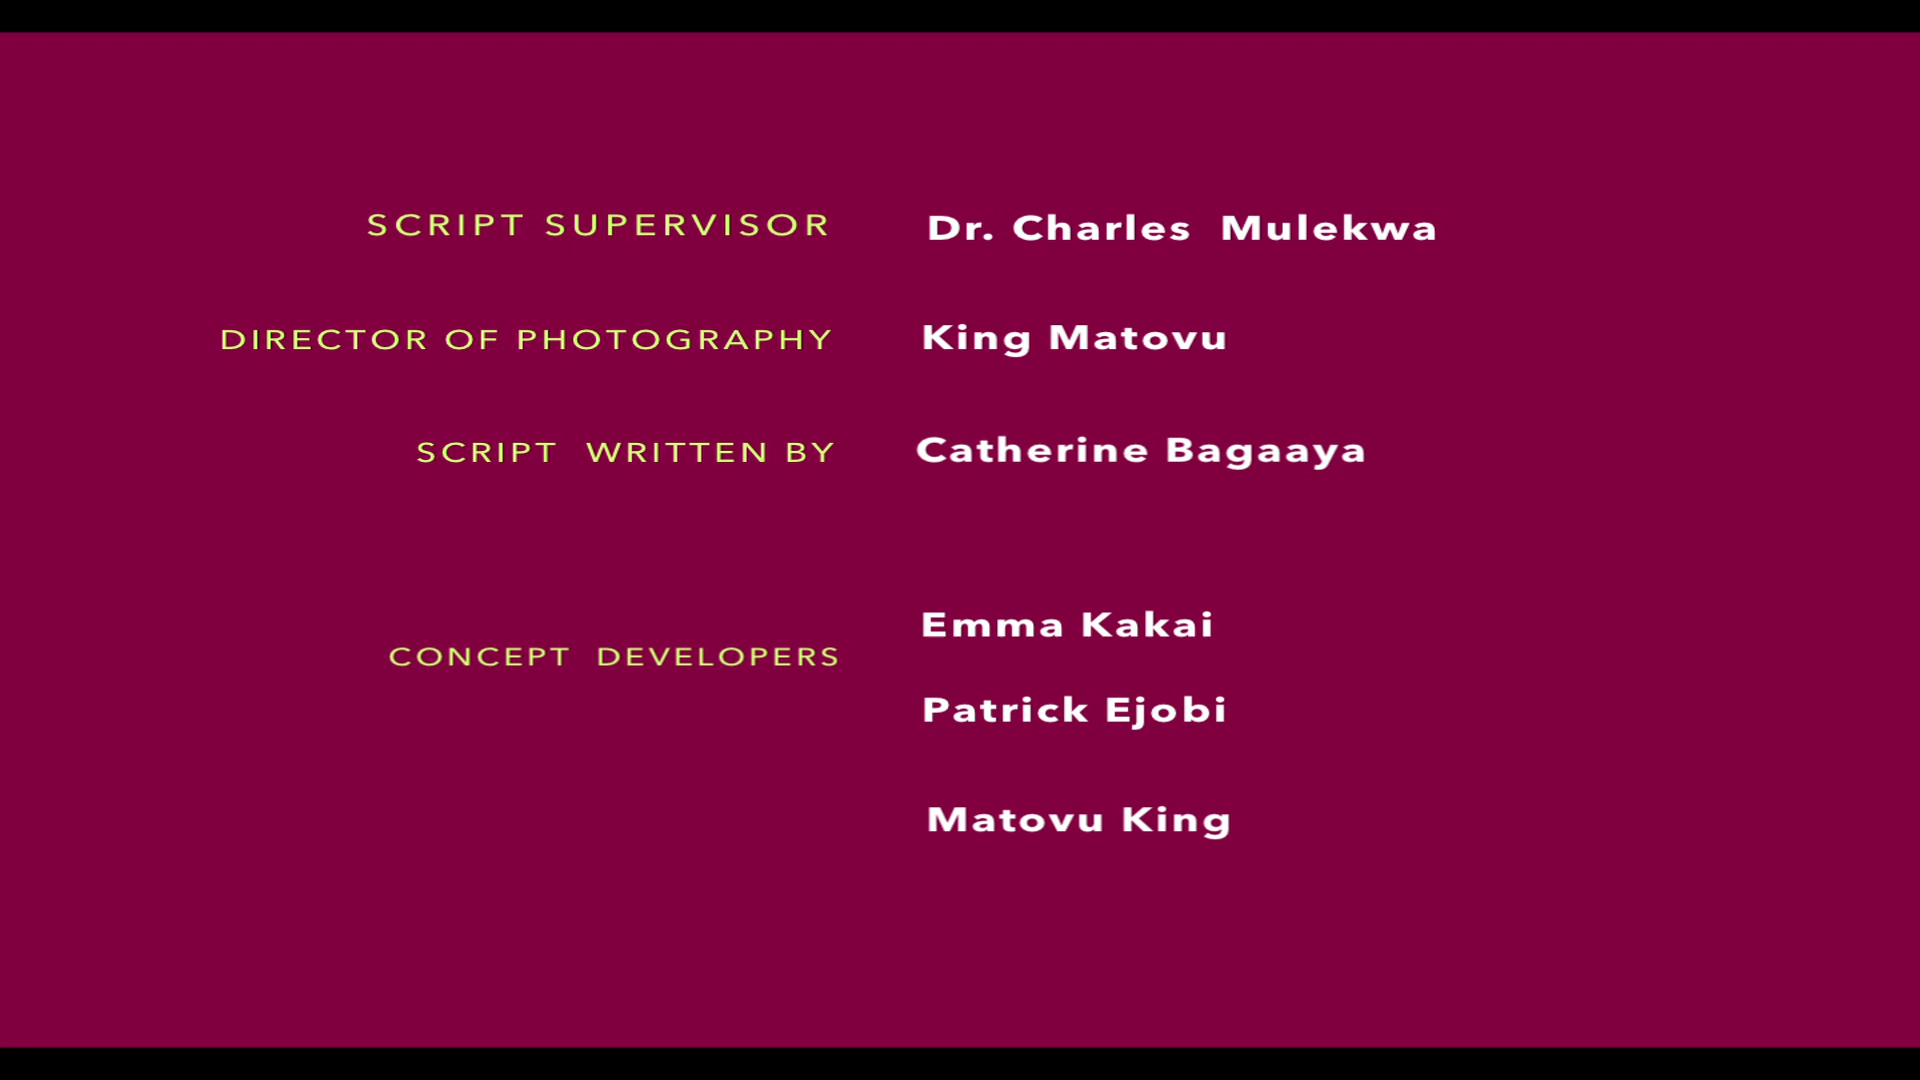 SCRIPT SUPERVISOR Dr. Charles Mulekwa
DIRECTOR OF PHOTOGRAPHY King Matovu
SCRIPT WRITTEN BY Catherine Bagaaya
Emma Kakai
CONCEPT DEVELOPERS
Patrick Ejobi
Matovu King